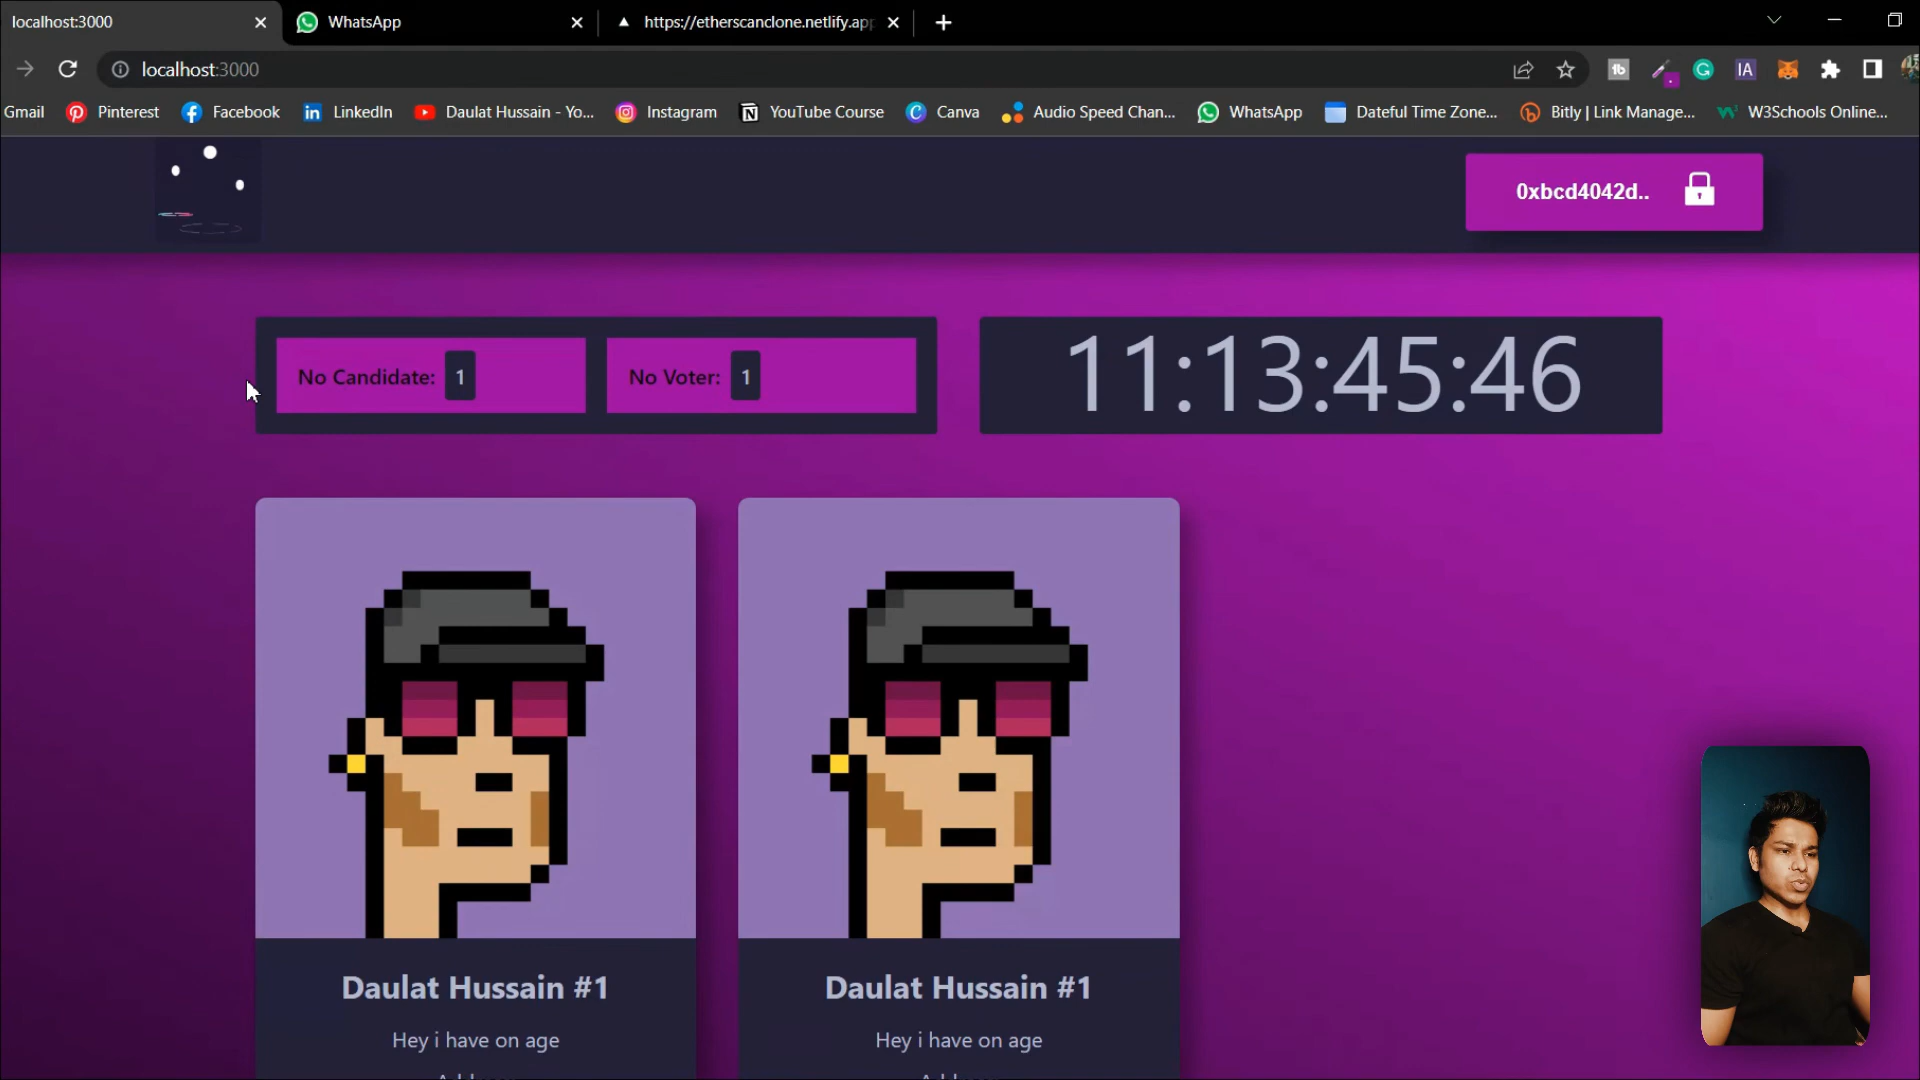 localhost:3000
WhatsApp
https://etherscanclone.netlify.app
localhost:3000
Gmail
Pinterest
Facebook
LinkedIn
Daulat Hussain - Yo...
Instagram
YouTube Course
Canva
Audio Speed Chan...
WhatsApp
Dateful Time Zone...
Bitly | Link Manage...
W3Schools Online...
0xbcd4042d..
No Candidate: 1
No Voter: 1
11:13:45:46
Daulat Hussain #1
Hey i have on age
Daulat Hussain #1
Hey i have on age